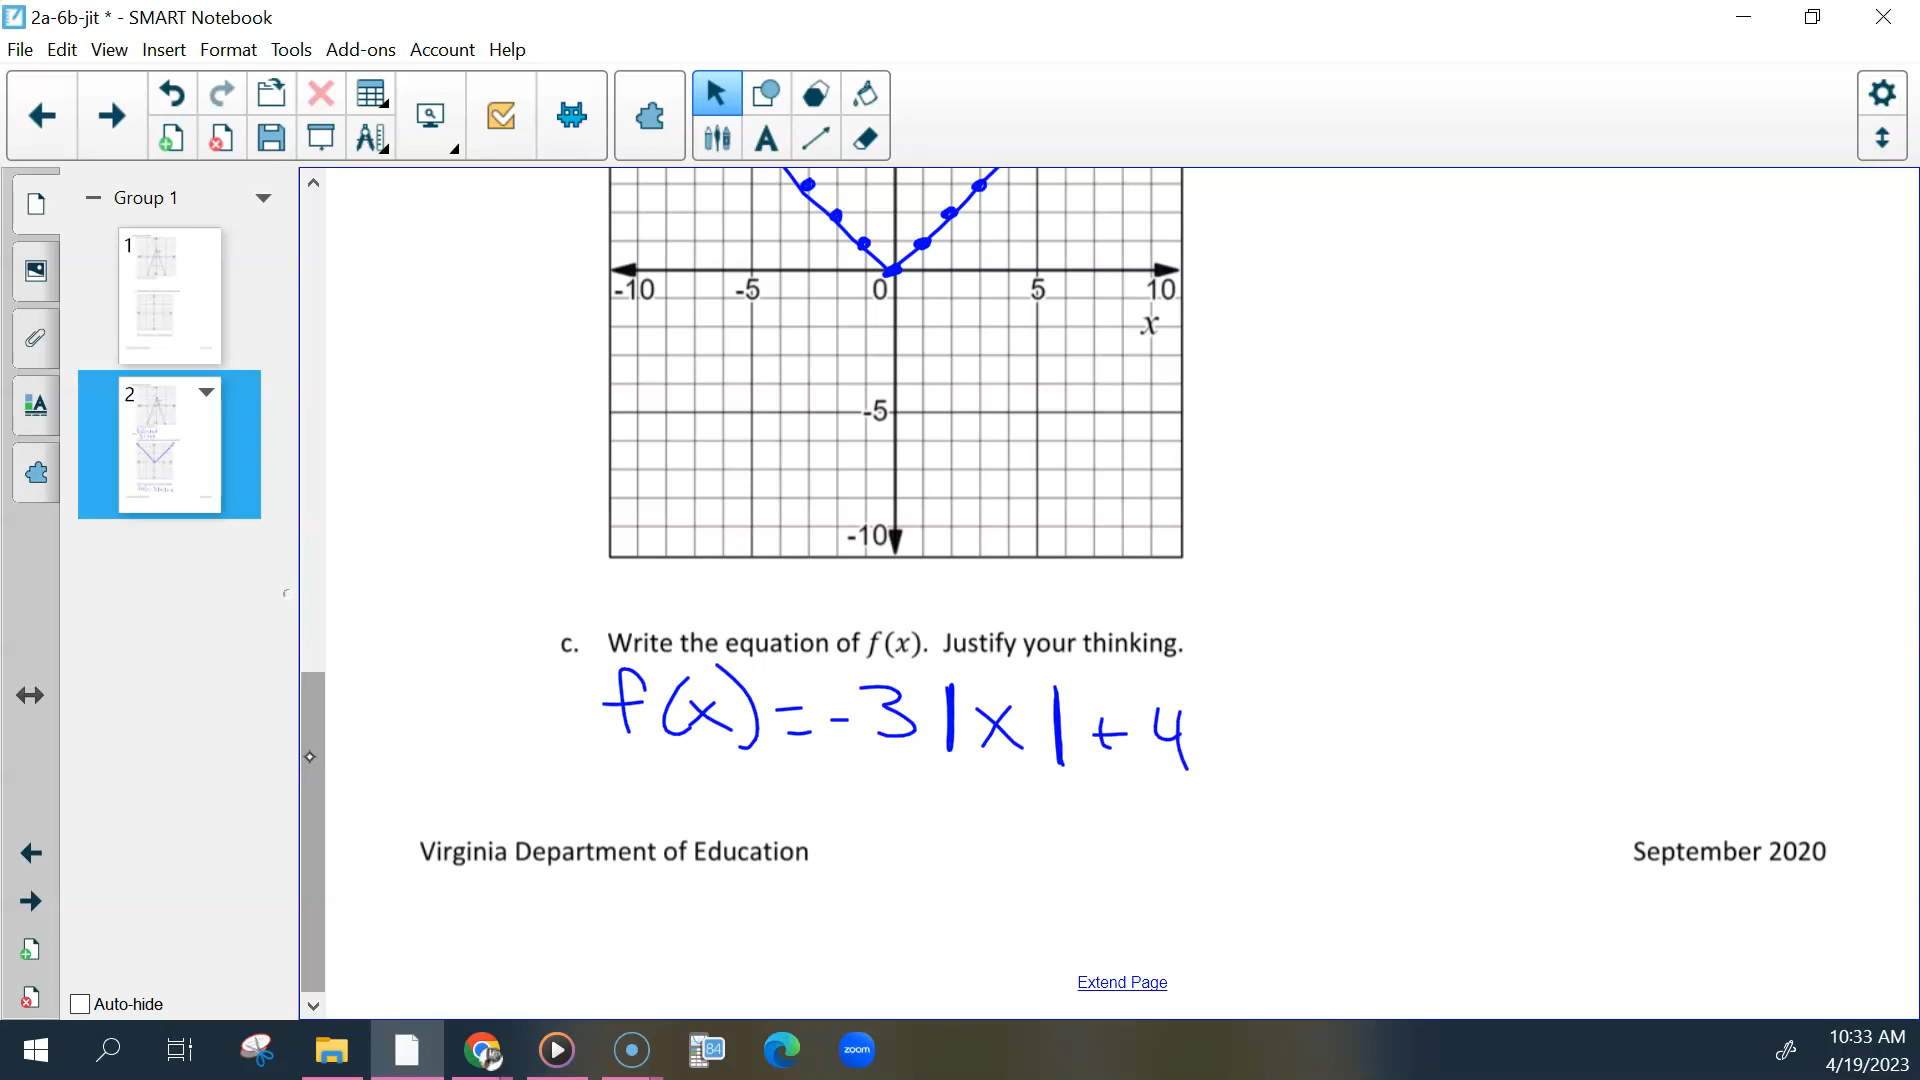 2a-6b-jit * - SMART Notebook
File Edit View Insert Format Tools Add-ons Account Help
Group 1
1
2
-10 -5 0 5 10
x
-5
-10
c. Write the equation of f(x). Justify your thinking.
f(x) = -3|x| + 4
Virginia Department of Education September 2020
Extend Page
Auto-hide
84
zoom
10:33 AM
4/19/2023